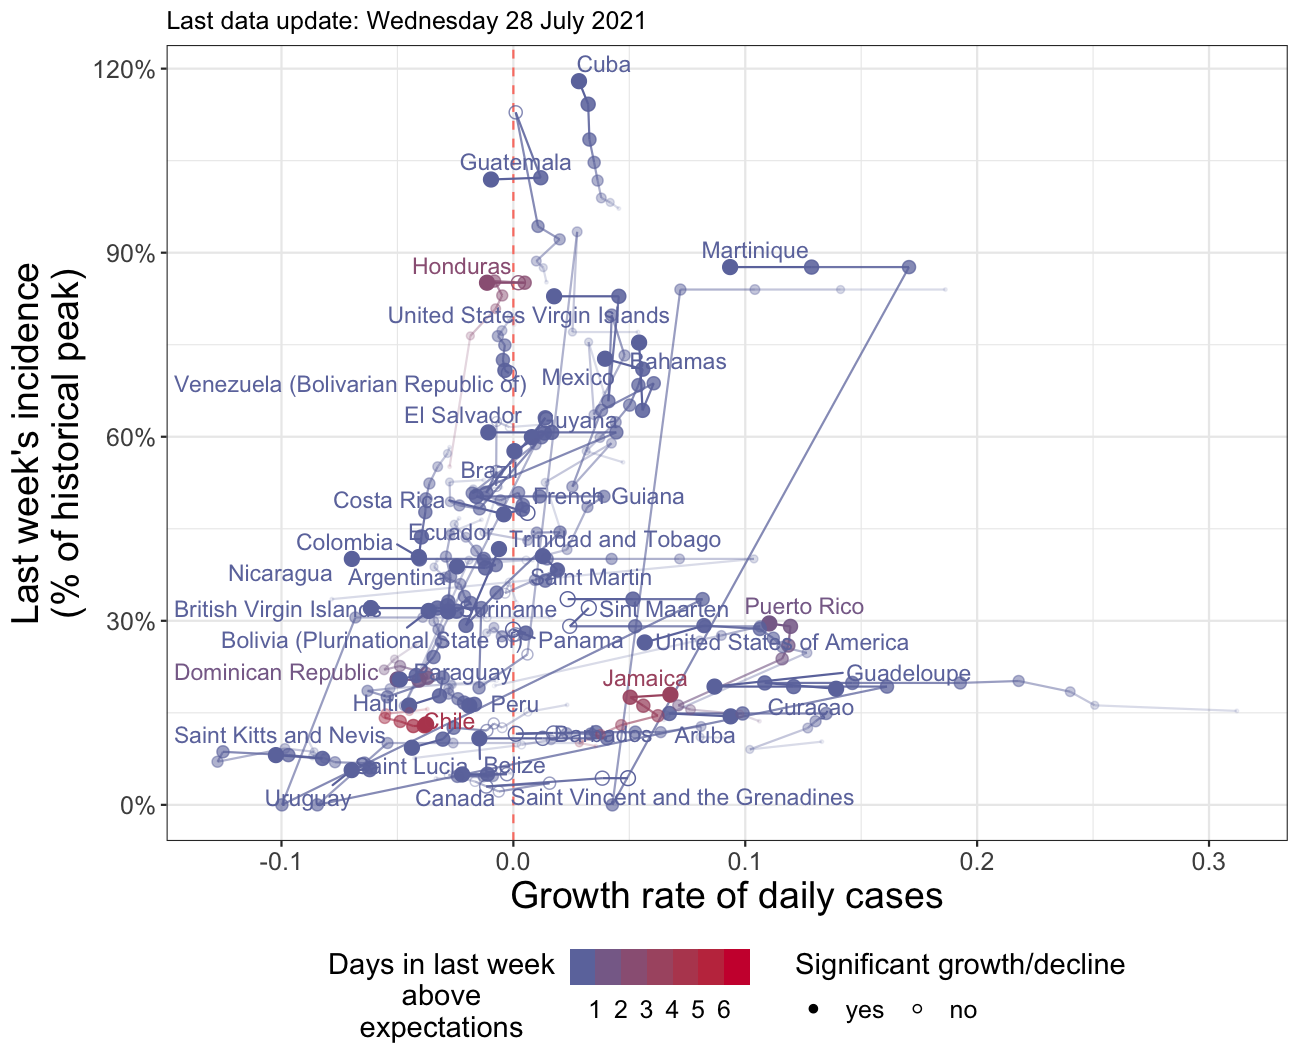 Last data update: Wednesday 28 July 2021
Last week's incidence
(% of historical peak)
120%
90%
60%
30%
0%
Cuba
Guatemala
Martinique
Honduras
United States Virgin Islands
Bahamas
Mexico
Venezuela (Bolivarian Republic of)
El Salvador
Guyana
Brazil
Costa Rica
French Guiana
Ecuador
Trinidad and Tobago
Colombia
Nicaragua
Argentina
Saint Martin
British Virgin Islands
Suriname
Sint Maarten
Puerto Rico
Bolivia (Plurinational State of)
Panama
United States of America
Dominican Republic
Paraguay
Jamaica
Guadeloupe
Haiti
Peru
Curacao
Chile
Saint Kitts and Nevis
Barbados
Aruba
Saint Lucia
Belize
Uruguay
Canada
Saint Vincent and the Grenadines
-0.1
0.0
0.1
0.2
0.3
Growth rate of daily cases
Days in last week
above
expectations
1 2 3 4 5 6
Significant growth/decline
yes
no